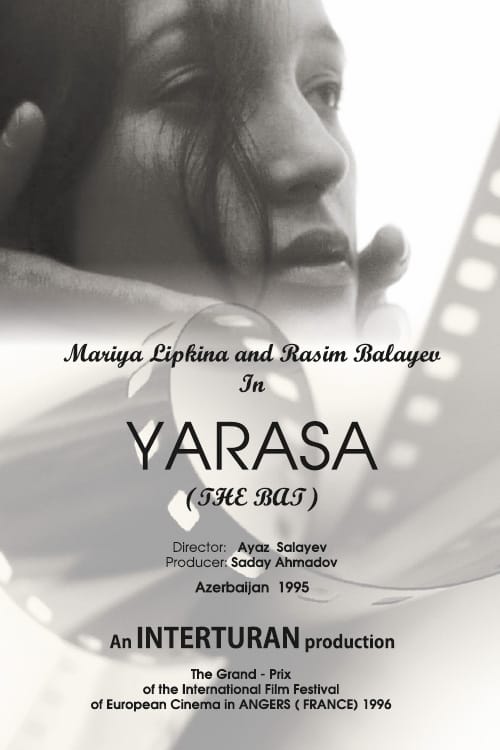 Mariya Lipkina and Rasim Balayev
In
YARASA
(THE BAT)
Director: Ayaz Salayev
Producer: Saday Ahmadov
Azerbaijan 1995
An INTERTURAN production
The Grand - Prix
of the International Film Festival
of European Cinema in ANGERS ( FRANCE) 1996